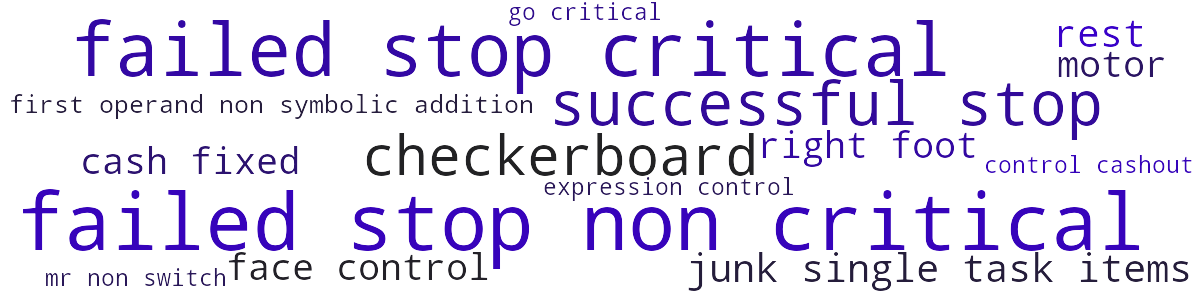 go critical
failed stop critical
rest
motor
first operand non symbolic addition
successful stop
cash fixed
checkerboard
right foot
control cashout
expression control
failed stop non critical
mr non switch
face control
junk single task items